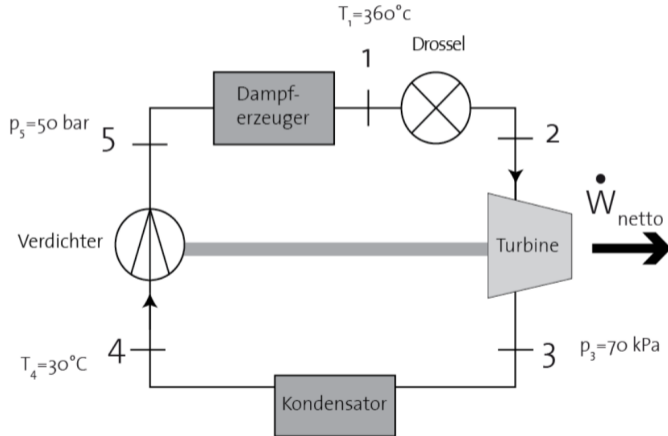 T₁=360°c
Drossel
1
Dampf-
erzeuger
p₅=50 bar
5
2
Ẇ netto
Verdichter
Turbine
4
T₄=30°C
3
p₃=70 kPa
Kondensator